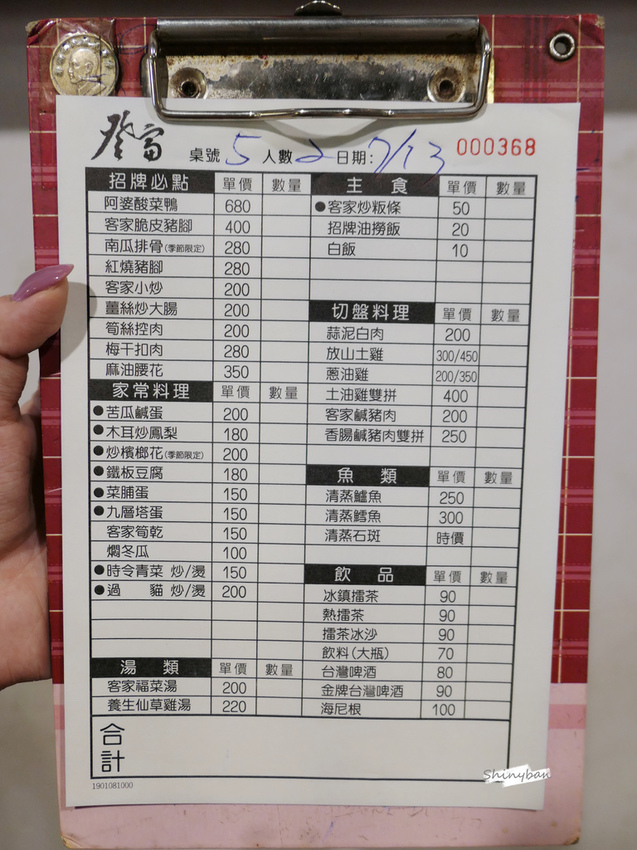 登富 桌號 5 人數 2 日期: 7/13 000368
招牌必點 單價 數量
阿婆酸菜鴨 680
客家脆皮豬腳 400
南瓜排骨(季節限定) 280
紅燒豬腳 280
客家小炒 200
薑絲炒大腸 200
筍絲控肉 200
梅干扣肉 280
麻油腰花 350
家常料理 單價 數量
●苦瓜鹹蛋 200
●木耳炒鳳梨 180
●炒檳榔花(季節限定) 200
●鐵板豆腐 180
●菜脯蛋 150
●九層塔蛋 150
客家筍乾 150
燜冬瓜 100
●時令青菜 炒/燙 150
●過 貓 炒/燙 200
湯 類 單價 數量
客家福菜湯 200
養生仙草雞湯 220
主 食 單價 數量
●客家炒粄條 50
招牌油撈飯 20
白飯 10
切盤料理 單價 數量
蒜泥白肉 200
放山土雞 300/450
蔥油雞 200/350
土油雞雙拼 400
客家鹹豬肉 200
香腸鹹豬肉雙拼 250
魚 類 單價 數量
清蒸鱸魚 250
清蒸鱈魚 300
清蒸石斑 時價
飲 品 單價 數量
冰鎮擂茶 90
熱擂茶 90
擂茶冰沙 90
飲料(大瓶) 70
台灣啤酒 80
金牌台灣啤酒 90
海尼根 100
合計
1901081000
Shinyban